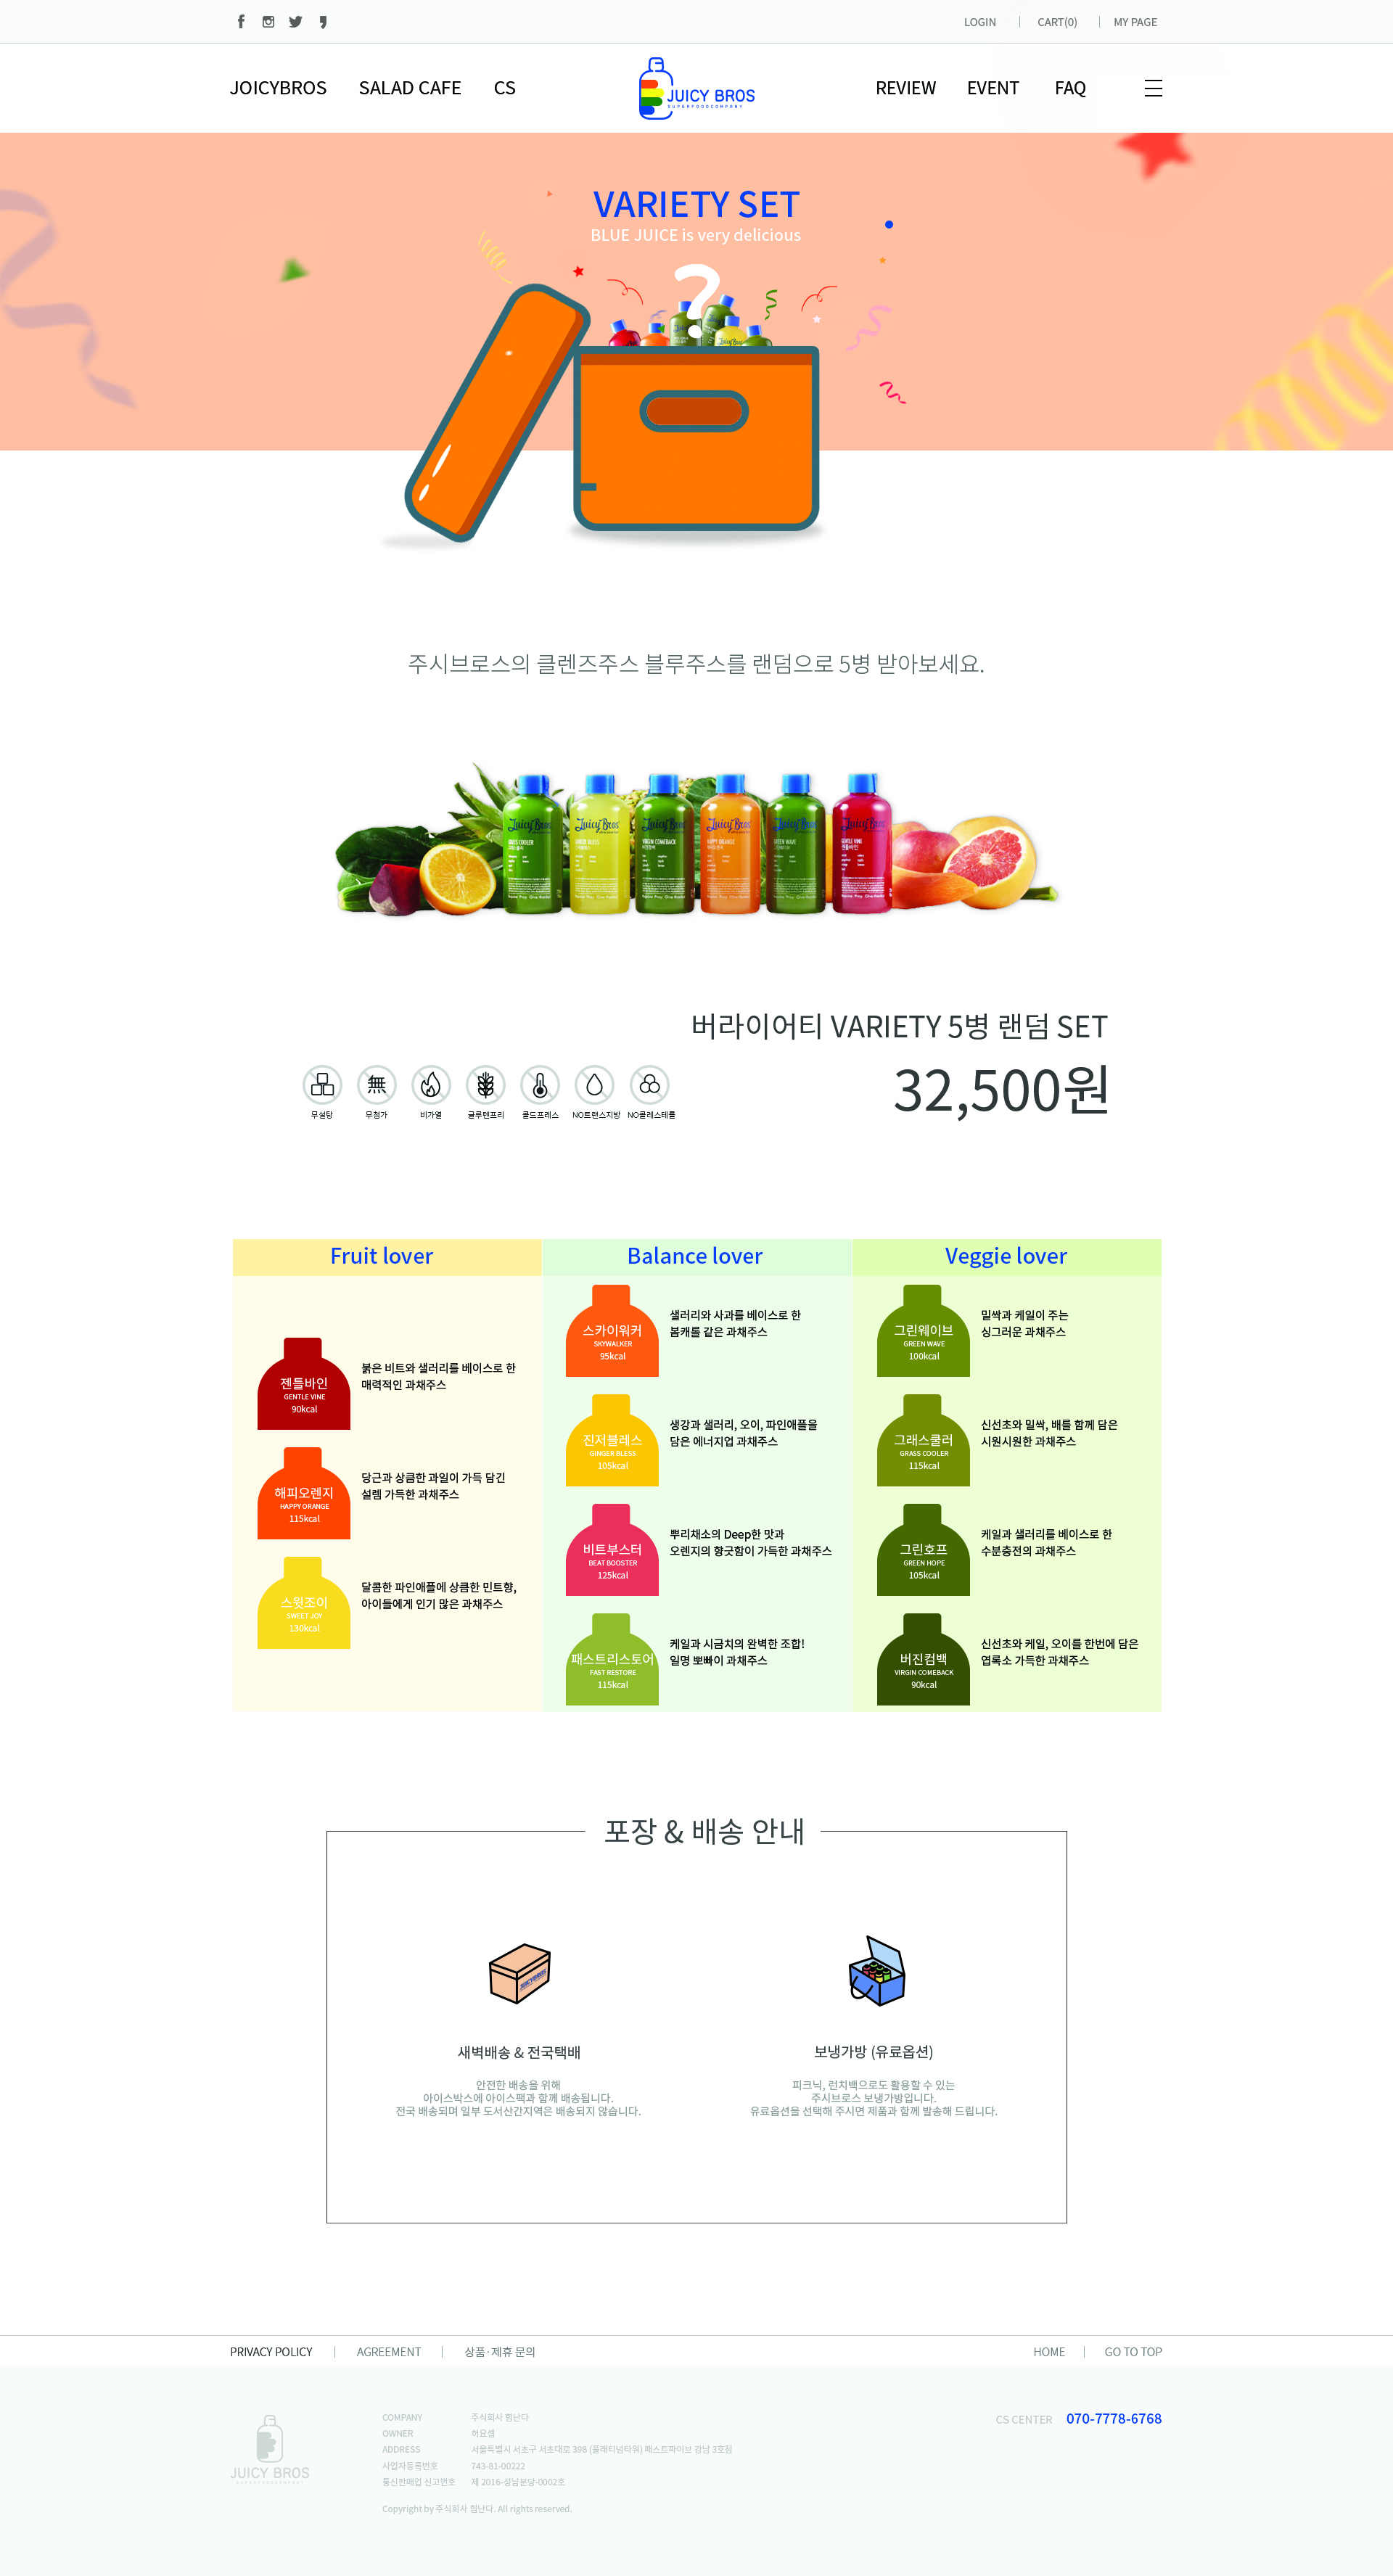 LOGIN
CART(0)
MY PAGE
JOICYBROS
SALAD CAFE
CS
JUICY BROS
SUPERFOODCOMPANY
REVIEW
EVENT
FAQ
VARIETY SET
BLUE JUICE is very delicious
?
주시브로스의 클렌즈주스 블루주스를 랜덤으로 5병 받아보세요.
Juicy Bros
GRASS COOLER
Juicy Bros
GINGER BLESS
Juicy Bros
VIRGIN COMEBACK
Juicy Bros
HAPPY ORANGE
Juicy Bros
GREEN WAVE
Juicy Bros
GENTLE VINE
젠틀바인
버라이어티 VARIETY 5병 랜덤 SET
32,500원
無
무설탕
무첨가
비가열
글루텐프리
콜드프레스
NO트랜스지방
NO콜레스테롤
Fruit lover
젠틀바인
GENTLE VINE
90kcal
붉은 비트와 샐러리를 베이스로 한
매력적인 과채주스
해피오렌지
HAPPY ORANGE
115kcal
당근과 상큼한 과일이 가득 담긴
설렘 가득한 과채주스
스윗조이
SWEET JOY
130kcal
달콤한 파인애플에 상큼한 민트향,
아이들에게 인기 많은 과채주스
Balance lover
스카이워커
SKYWALKER
95kcal
샐러리와 사과를 베이스로 한
봄캐롤 같은 과채주스
진저블레스
GINGER BLESS
105kcal
생강과 샐러리, 오이, 파인애플을
담은 에너지업 과채주스
비트부스터
BEAT BOOSTER
125kcal
뿌리채소의 Deep한 맛과
오렌지의 향긋함이 가득한 과채주스
패스트리스토어
FAST RESTORE
115kcal
케일과 시금치의 완벽한 조합!
일명 뽀빠이 과채주스
Veggie lover
그린웨이브
GREEN WAVE
100kcal
밀싹과 케일이 주는
싱그러운 과채주스
그래스쿨러
GRASS COOLER
115kcal
신선초와 밀싹, 배를 함께 담은
시원시원한 과채주스
그린호프
GREEN HOPE
105kcal
케일과 샐러리를 베이스로 한
수분충전의 과채주스
버진컴백
VIRGIN COMEBACK
90kcal
신선초와 케일, 오이를 한번에 담은
엽록소 가득한 과채주스
포장 & 배송 안내
JUICYBROS
새벽배송 & 전국택배
안전한 배송을 위해
아이스박스에 아이스팩과 함께 배송됩니다.
전국 배송되며 일부 도서산간지역은 배송되지 않습니다.
보냉가방 (유료옵션)
피크닉, 런치백으로도 활용할 수 있는
주시브로스 보냉가방입니다.
유료옵션을 선택해 주시면 제품과 함께 발송해 드립니다.
PRIVACY POLICY
AGREEMENT
상품·제휴 문의
HOME
GO TO TOP
JUICY BROS
COMPANY 주식회사 힘난다
OWNER 허요셉
ADDRESS 서울특별시 서초구 서초대로 398 (플래티넘타워) 패스트파이브 강남 3호점
사업자등록번호 743-81-00222
통신판매업 신고번호 제 2016-성남분당-0002호
Copyright by 주식회사 힘난다. All rights reserved.
CS CENTER 070-7778-6768